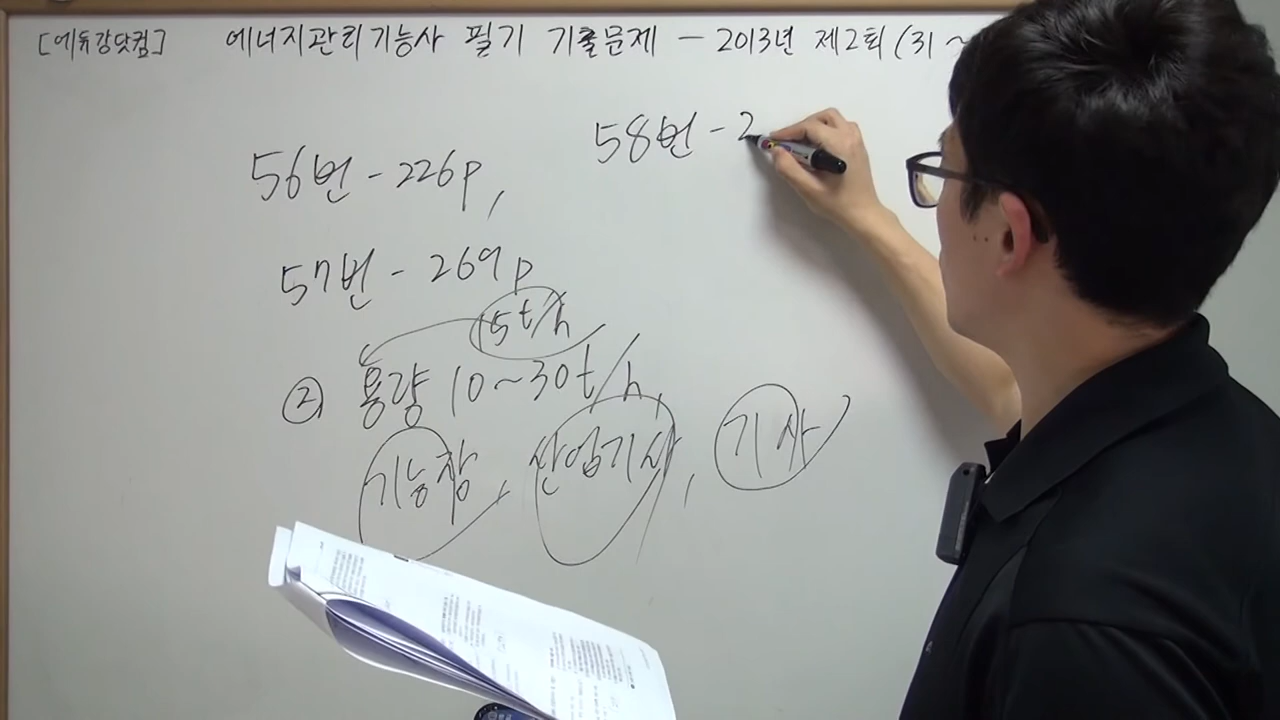 [에듀강닷컴] 에너지관리기능사 필기 기출문제 - 2013년 제2회 (31 ~
56번 - 226p,
57번 - 269p
15t/h
② 용량 10~30t/h,
기능장, 산업기사, 기사
58번 - 2